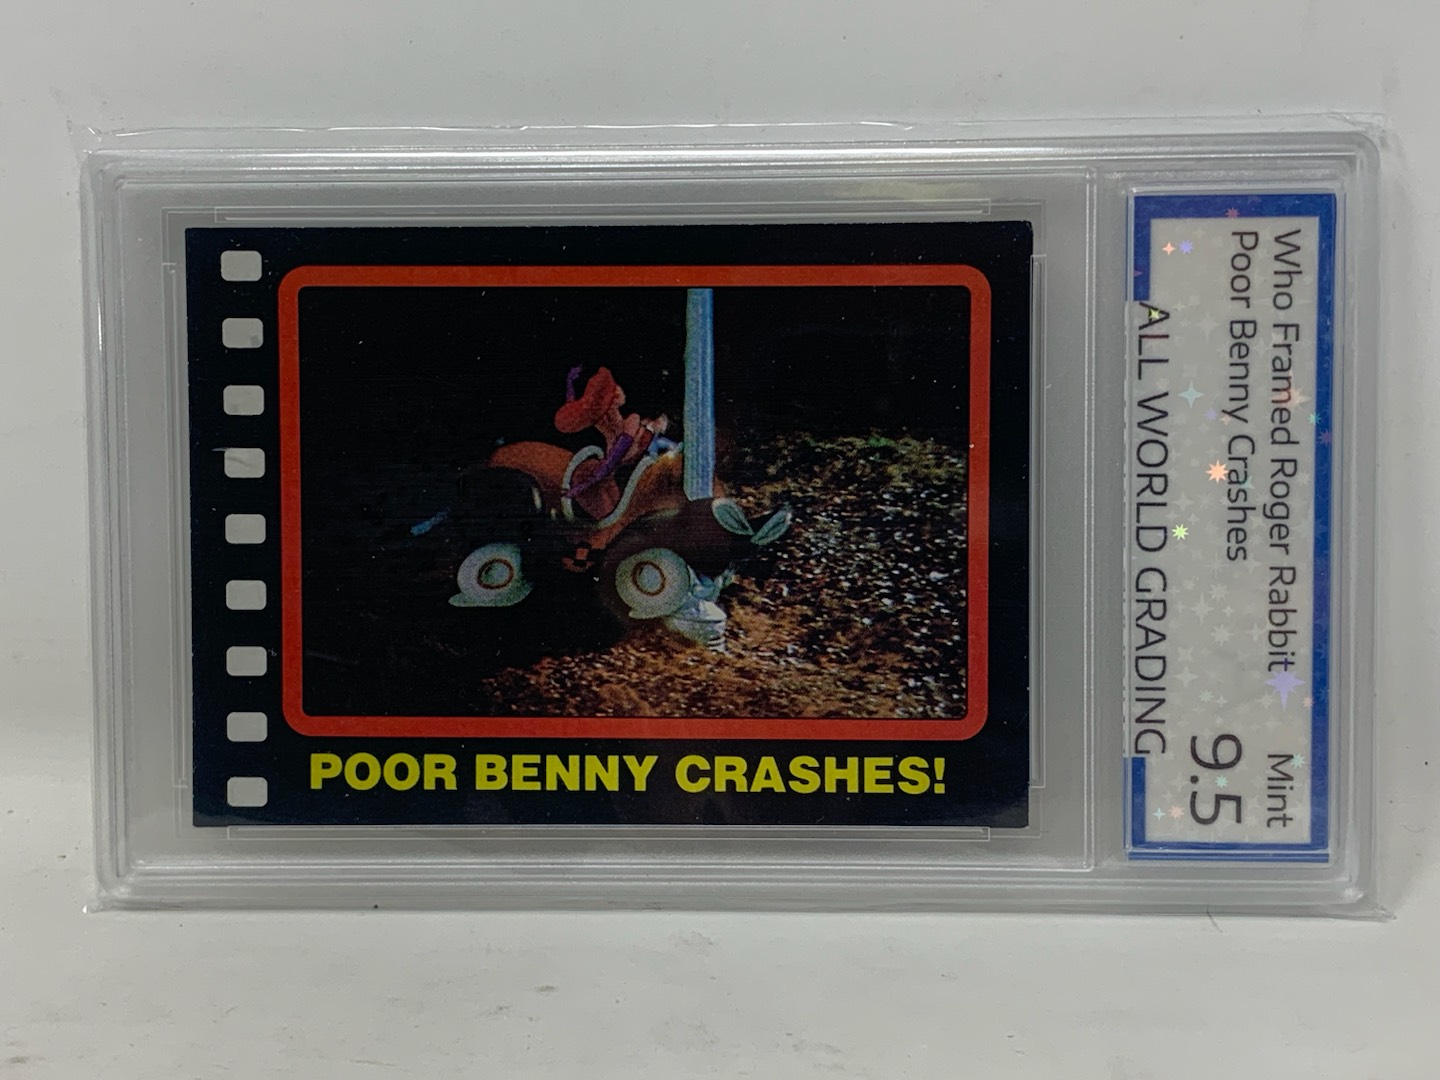 POOR BENNY CRASHES!
Who Framed Roger Rabbit Mint
Poor Benny Crashes 9.5
ALL WORLD GRADING